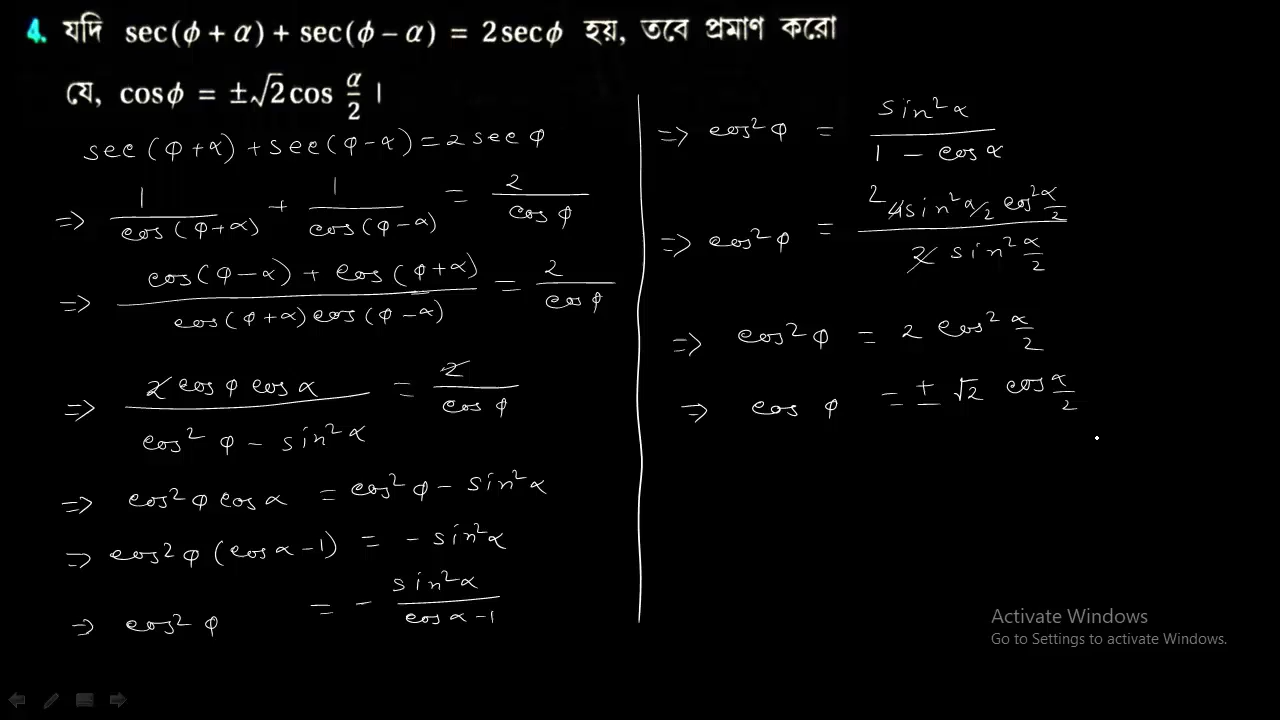 4. যদি sec(ϕ + α) + sec(ϕ – α) = 2secϕ হয়, তবে প্রমাণ করো
যে, cosϕ = ±√2cos α/2 ।
sec (ϕ+α) + sec (ϕ-α) = 2 sec ϕ
=> 1/cos(ϕ+α) + 1/cos(ϕ-α) = 2/cos ϕ
=> cos(ϕ-α) + cos(ϕ+α)/cos(ϕ+α)cos(ϕ-α) = 2/cos ϕ
=> 2 cos ϕ cos α/cos² ϕ - sin² α = 2/cos ϕ
=> cos² ϕ cos α = cos² ϕ - sin² α
=> cos² ϕ (cos α - 1) = - sin² α
=> cos² ϕ = - sin² α/cos α - 1
=> cos² ϕ = sin² α/1 - cos α
=> cos² ϕ = 2 4 sin² α/2 cos² α/2 / 2 sin² α/2
=> cos² ϕ = 2 cos² α/2
=> cos ϕ = ± √2 cos α/2
Activate Windows
Go to Settings to activate Windows.